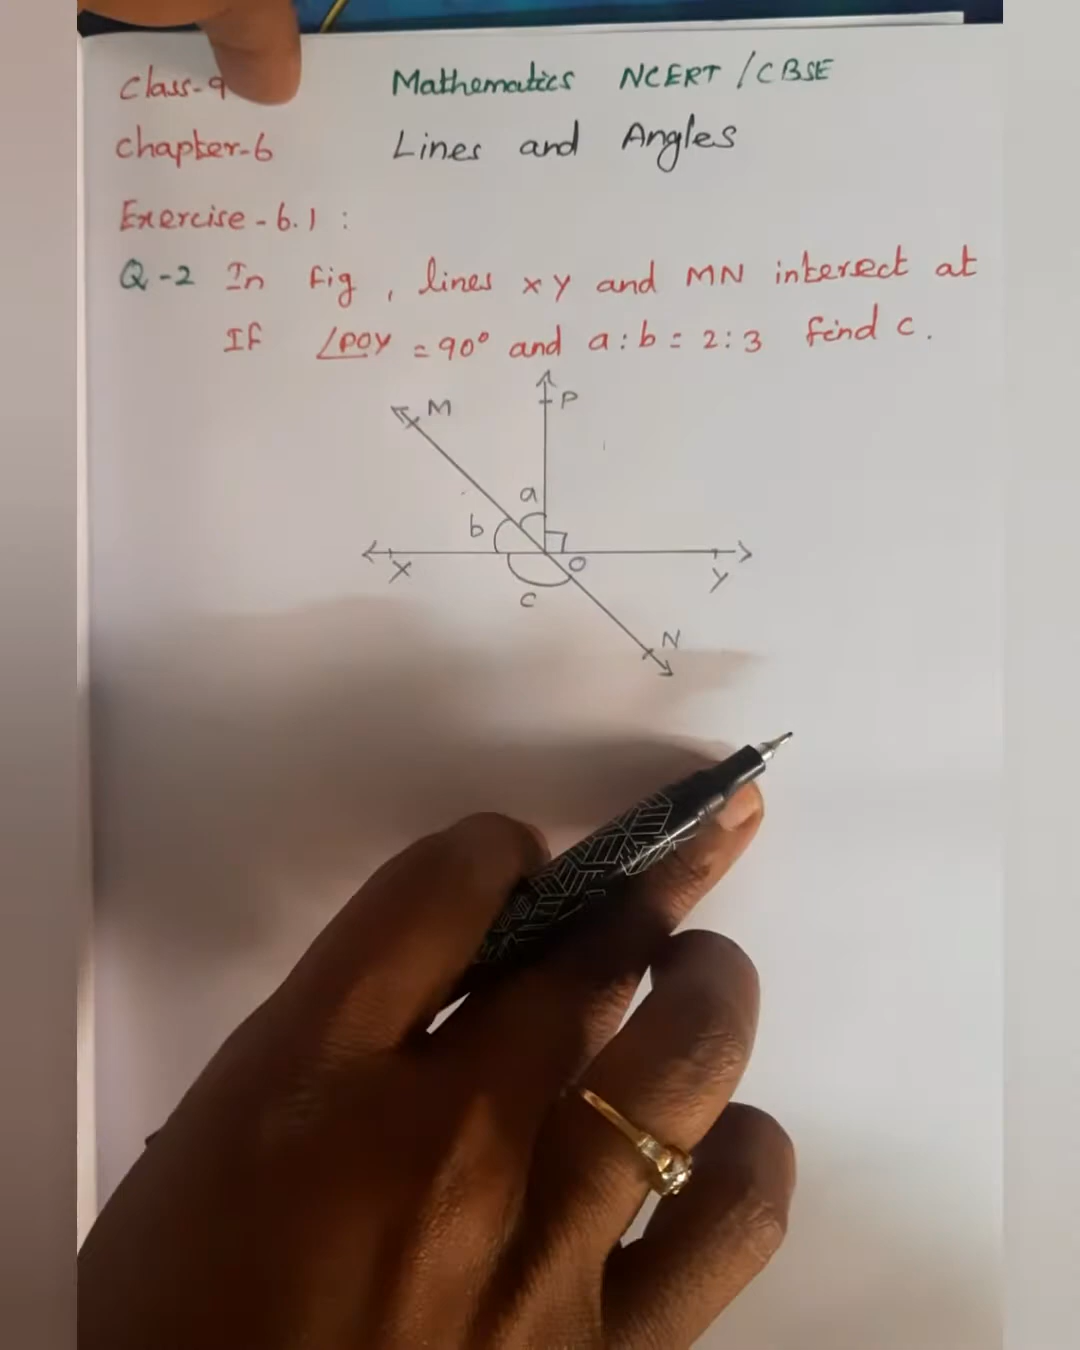 Class-9 Mathematics NCERT / CBSE
Chapter-6 Lines and Angles
Exercise-6.1 :
Q-2 In fig, lines XY and MN intersect at
If ∠POY = 90° and a:b = 2:3 find c.
M P
a
b
X O Y
c
N